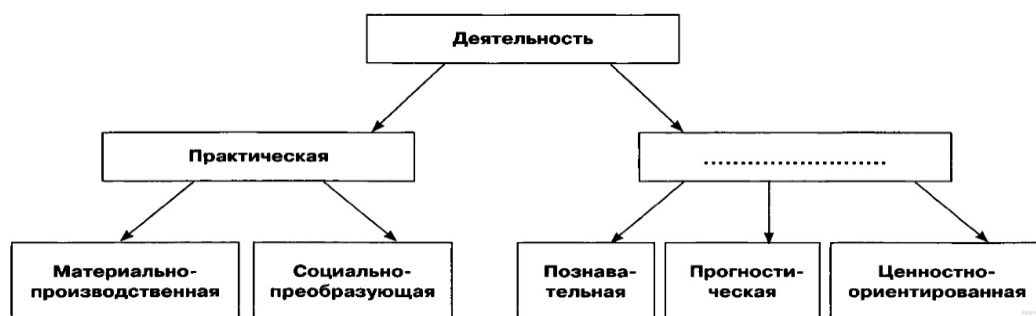 Деятельность
Практическая
........................
Материально-
производственная
Социально-
преобразующая
Познава-
тельная
Прогности-
ческая
Ценностно-
ориентированная